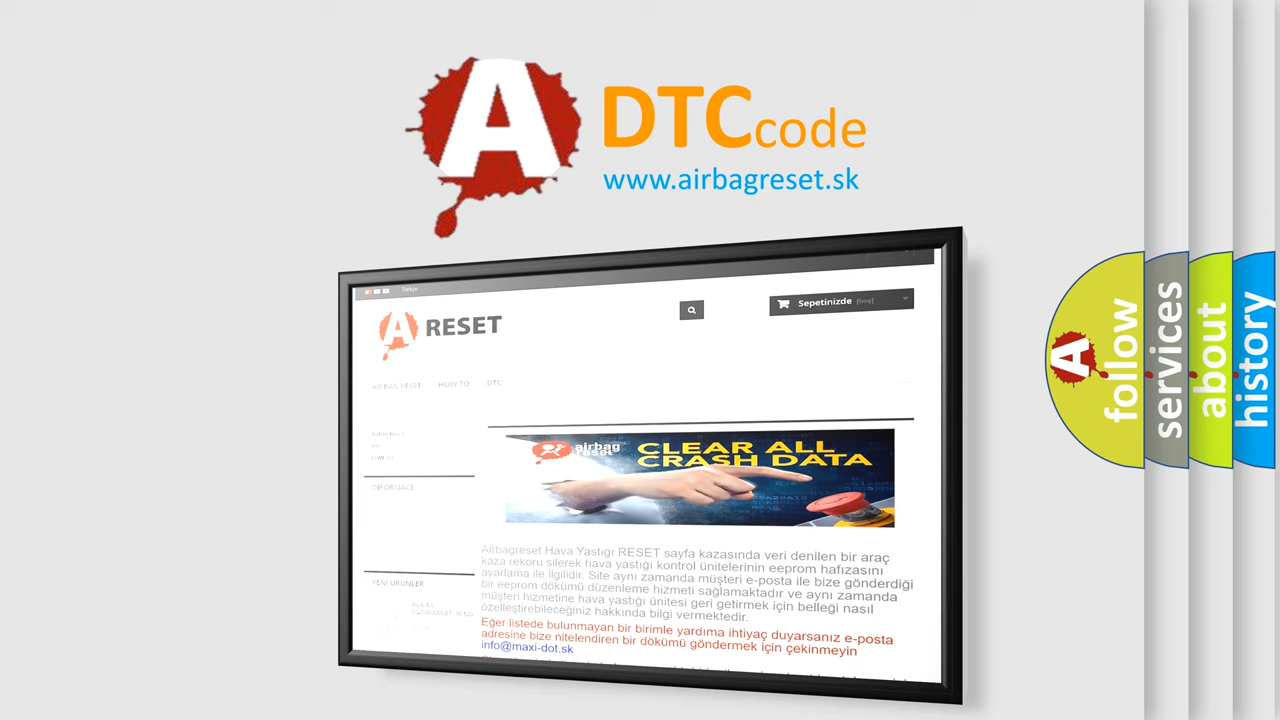 A DTCcode
www.airbagreset.sk
Türkçe
A RESET
Sepetinizde [boş]
AIRBAG RESET HOW TO DTC
INFORMACE
airbag
reset
CLEAR ALL
CRASH DATA
Airbagreset Hava Yastığı RESET sayfa kazasında veri denilen bir araç
kaza rekoru silerek hava yastığı kontrol ünitelerinin eeprom hafızasını
ayarlama ile ilgilidir. Site aynı zamanda müşteri e-posta ile bize gönderdiği
bir eeprom dökümü düzenleme hizmeti sağlamaktadır ve aynı zamanda
müşteri hizmetine hava yastığı ünitesi geri getirmek için belleği nasıl
özelleştirebileceğiniz hakkında bilgi vermektedir.
Eğer listede bulunmayan bir birimle yardıma ihtiyaç duyarsanız e-posta
adresine bize nitelendiren bir dökümü göndermek için çekinmeyin
info@maxi-dot.sk
YENİ ÜRÜNLER
A follow
services
about
history